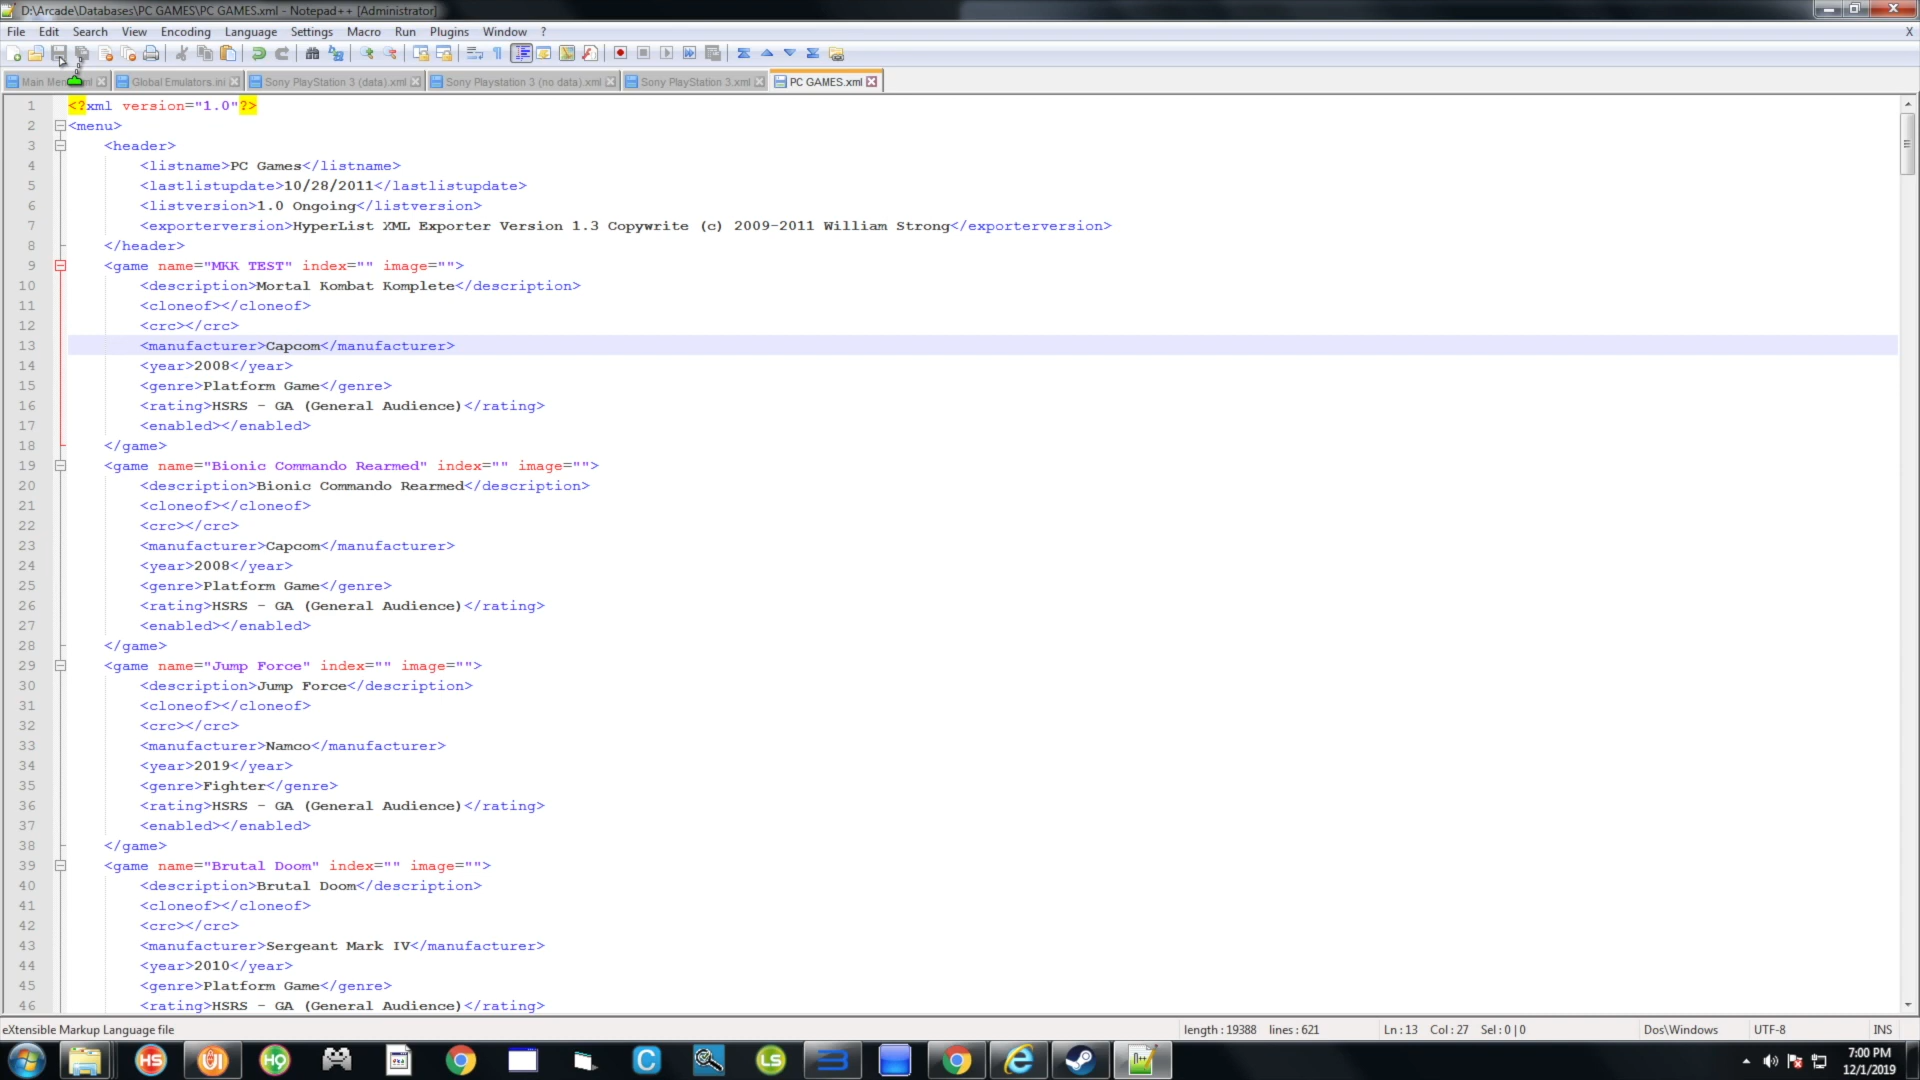 D:\Arcade\Databases\PC GAMES\PC GAMES.xml - Notepad++ [Administrator]
File Edit Search View Encoding Language Settings Macro Run Plugins Window ? X
Main Men Global Emulators.ini Sony PlayStation 3 (data).xml Sony Playstation 3 (no data).xml Sony PlayStation 3.xml PC GAMES.xml
1 <?xml version="1.0"?>
2 <menu>
3 <header>
4 <listname>PC Games</listname>
5 <lastlistupdate>10/28/2011</lastlistupdate>
6 <listversion>1.0 Ongoing</listversion>
7 <exporterversion>HyperList XML Exporter Version 1.3 Copywrite (c) 2009-2011 William Strong</exporterversion>
8 </header>
9 <game name="MKK TEST" index="" image="">
10 <description>Mortal Kombat Komplete</description>
11 <cloneof></cloneof>
12 <crc></crc>
13 <manufacturer>Capcom</manufacturer>
14 <year>2008</year>
15 <genre>Platform Game</genre>
16 <rating>HSRS - GA (General Audience)</rating>
17 <enabled></enabled>
18 </game>
19 <game name="Bionic Commando Rearmed" index="" image="">
20 <description>Bionic Commando Rearmed</description>
21 <cloneof></cloneof>
22 <crc></crc>
23 <manufacturer>Capcom</manufacturer>
24 <year>2008</year>
25 <genre>Platform Game</genre>
26 <rating>HSRS - GA (General Audience)</rating>
27 <enabled></enabled>
28 </game>
29 <game name="Jump Force" index="" image="">
30 <description>Jump Force</description>
31 <cloneof></cloneof>
32 <crc></crc>
33 <manufacturer>Namco</manufacturer>
34 <year>2019</year>
35 <genre>Fighter</genre>
36 <rating>HSRS - GA (General Audience)</rating>
37 <enabled></enabled>
38 </game>
39 <game name="Brutal Doom" index="" image="">
40 <description>Brutal Doom</description>
41 <cloneof></cloneof>
42 <crc></crc>
43 <manufacturer>Sergeant Mark IV</manufacturer>
44 <year>2010</year>
45 <genre>Platform Game</genre>
46 <rating>HSRS - GA (General Audience)</rating>
eXtensible Markup Language file length : 19388 lines : 621 Ln : 13 Col : 27 Sel : 0 | 0 Dos\Windows UTF-8 INS
HS HQ C LS 7:00 PM
12/1/2019